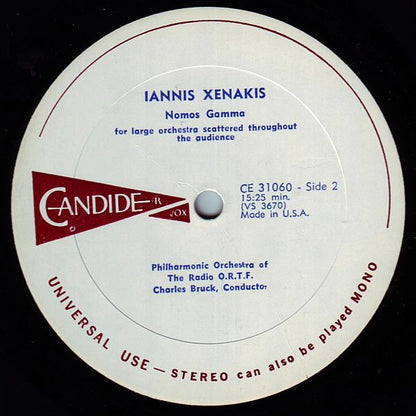 IANNIS XENAKIS
Nomos Gamma
for large orchestra scattered throughout
the audience
CANDIDE
VOX
CE 31060 - Side 2
15:25 min.
(VS 3670)
Made in U.S.A.
Philharmonic Orchestra of
The Radio O.R.T.F.
Charles Bruck, Conductor
UNIVERSAL USE — STEREO can also be played MONO